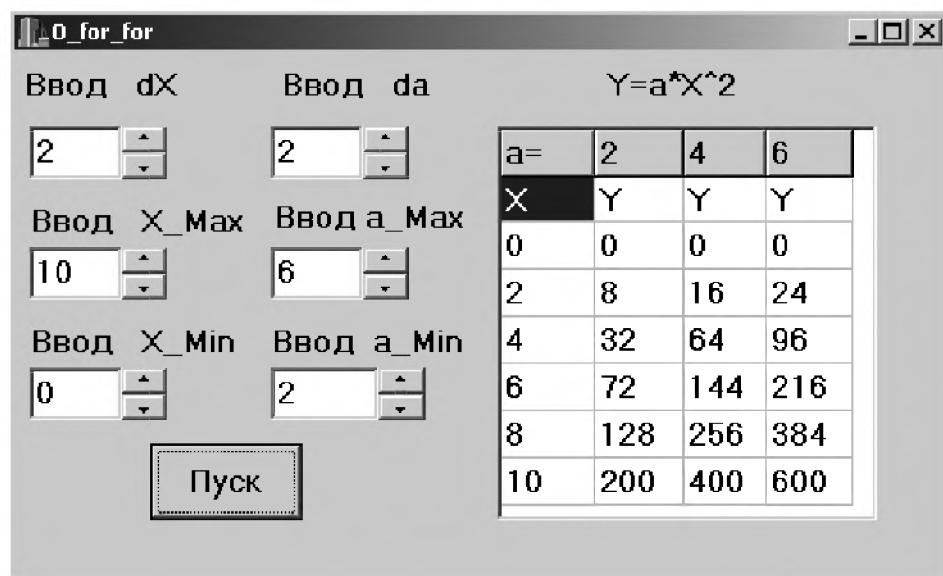 0_for_for
Ввод dX
Ввод da
Y=a*X^2
2
2
Ввод X_Max
Ввод a_Max
10
6
Ввод X_Min
Ввод a_Min
0
2
Пуск
a= 2 4 6
X Y Y Y
0 0 0 0
2 8 16 24
4 32 64 96
6 72 144 216
8 128 256 384
10 200 400 600